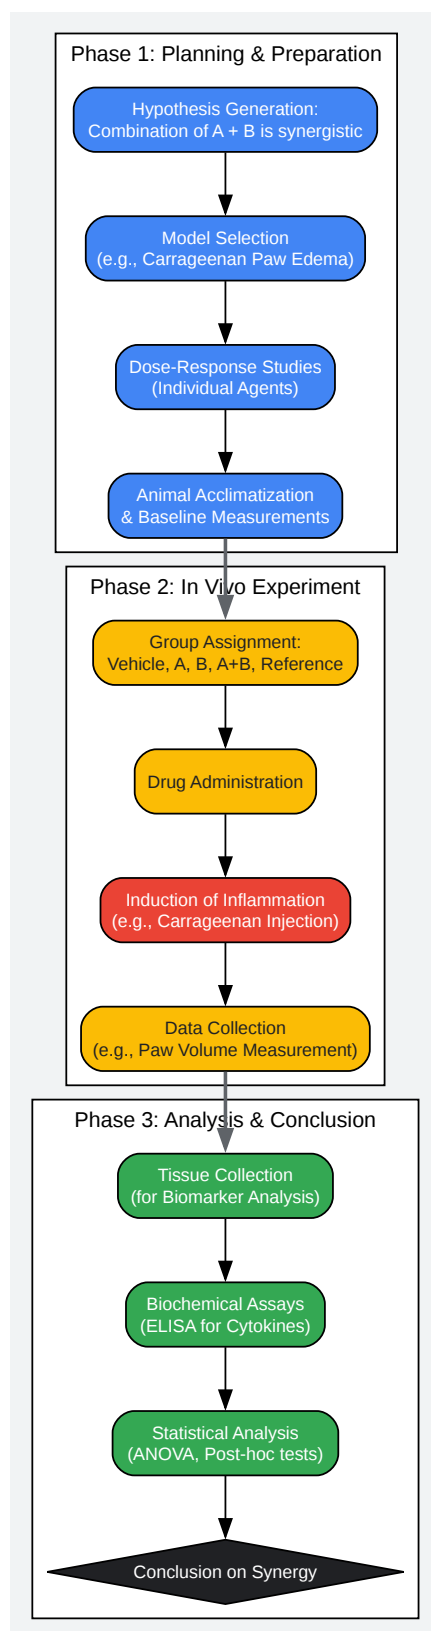 Phase 1: Planning & Preparation
Hypothesis Generation:
Combination of A + B is synergistic
Model Selection
(e.g., Carrageenan Paw Edema)
Dose-Response Studies
(Individual Agents)
Animal Acclimatization
& Baseline Measurements
Phase 2: In Vivo Experiment
Group Assignment:
Vehicle, A, B, A+B, Reference
Drug Administration
Induction of Inflammation
(e.g., Carrageenan Injection)
Data Collection
(e.g., Paw Volume Measurement)
Phase 3: Analysis & Conclusion
Tissue Collection
(for Biomarker Analysis)
Biochemical Assays
(ELISA for Cytokines)
Statistical Analysis
(ANOVA, Post-hoc tests)
Conclusion on Synergy